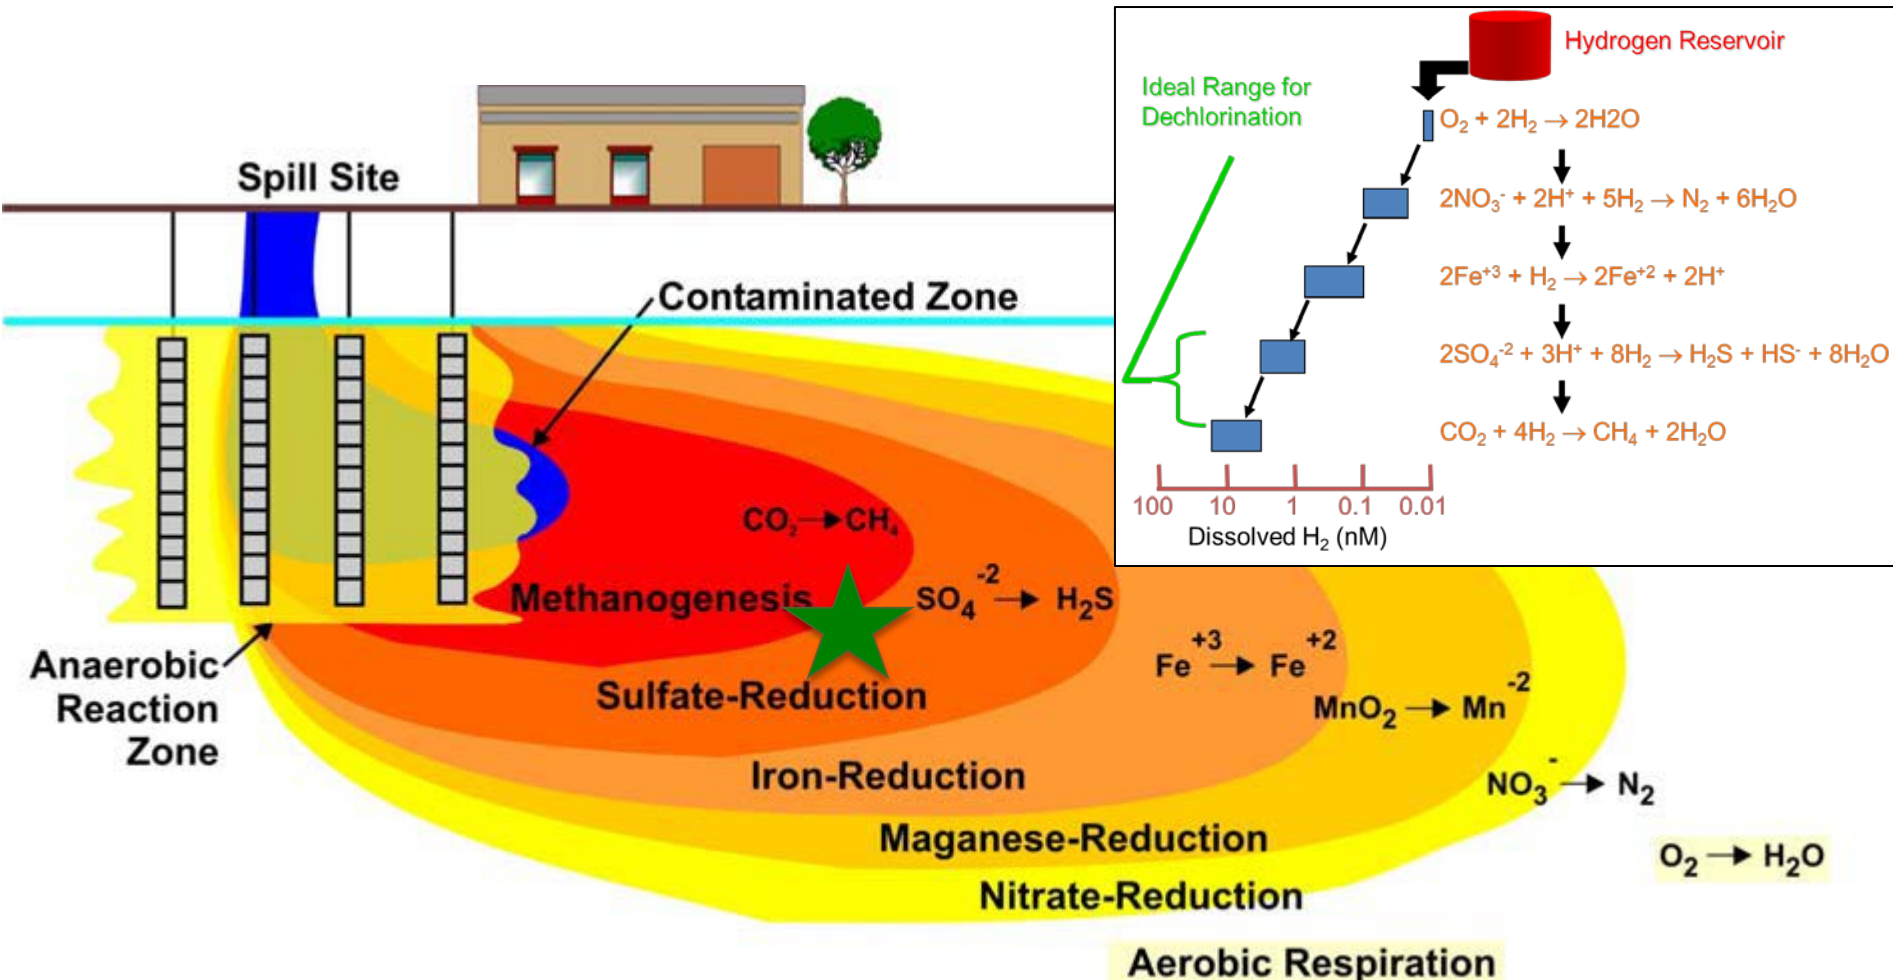 Hydrogen Reservoir
Ideal Range for
Dechlorination
O₂ + 2H₂ → 2H2O
2NO₃⁻ + 2H⁺ + 5H₂ → N₂ + 6H₂O
2Fe⁺³ + H₂ → 2Fe⁺² + 2H⁺
2SO₄⁻² + 3H⁺ + 8H₂ → H₂S + HS⁻ + 8H₂O
CO₂ + 4H₂ → CH₄ + 2H₂O
100 10 1 0.1 0.01
Dissolved H₂ (nM)
Spill Site
Contaminated Zone
CO₂ → CH₄
Methanogenesis
SO₄⁻² → H₂S
Anaerobic
Reaction
Zone
Fe⁺³ → Fe⁺²
Sulfate-Reduction
MnO₂ → Mn⁻²
Iron-Reduction
NO₃⁻ → N₂
Maganese-Reduction
O₂ → H₂O
Nitrate-Reduction
Aerobic Respiration